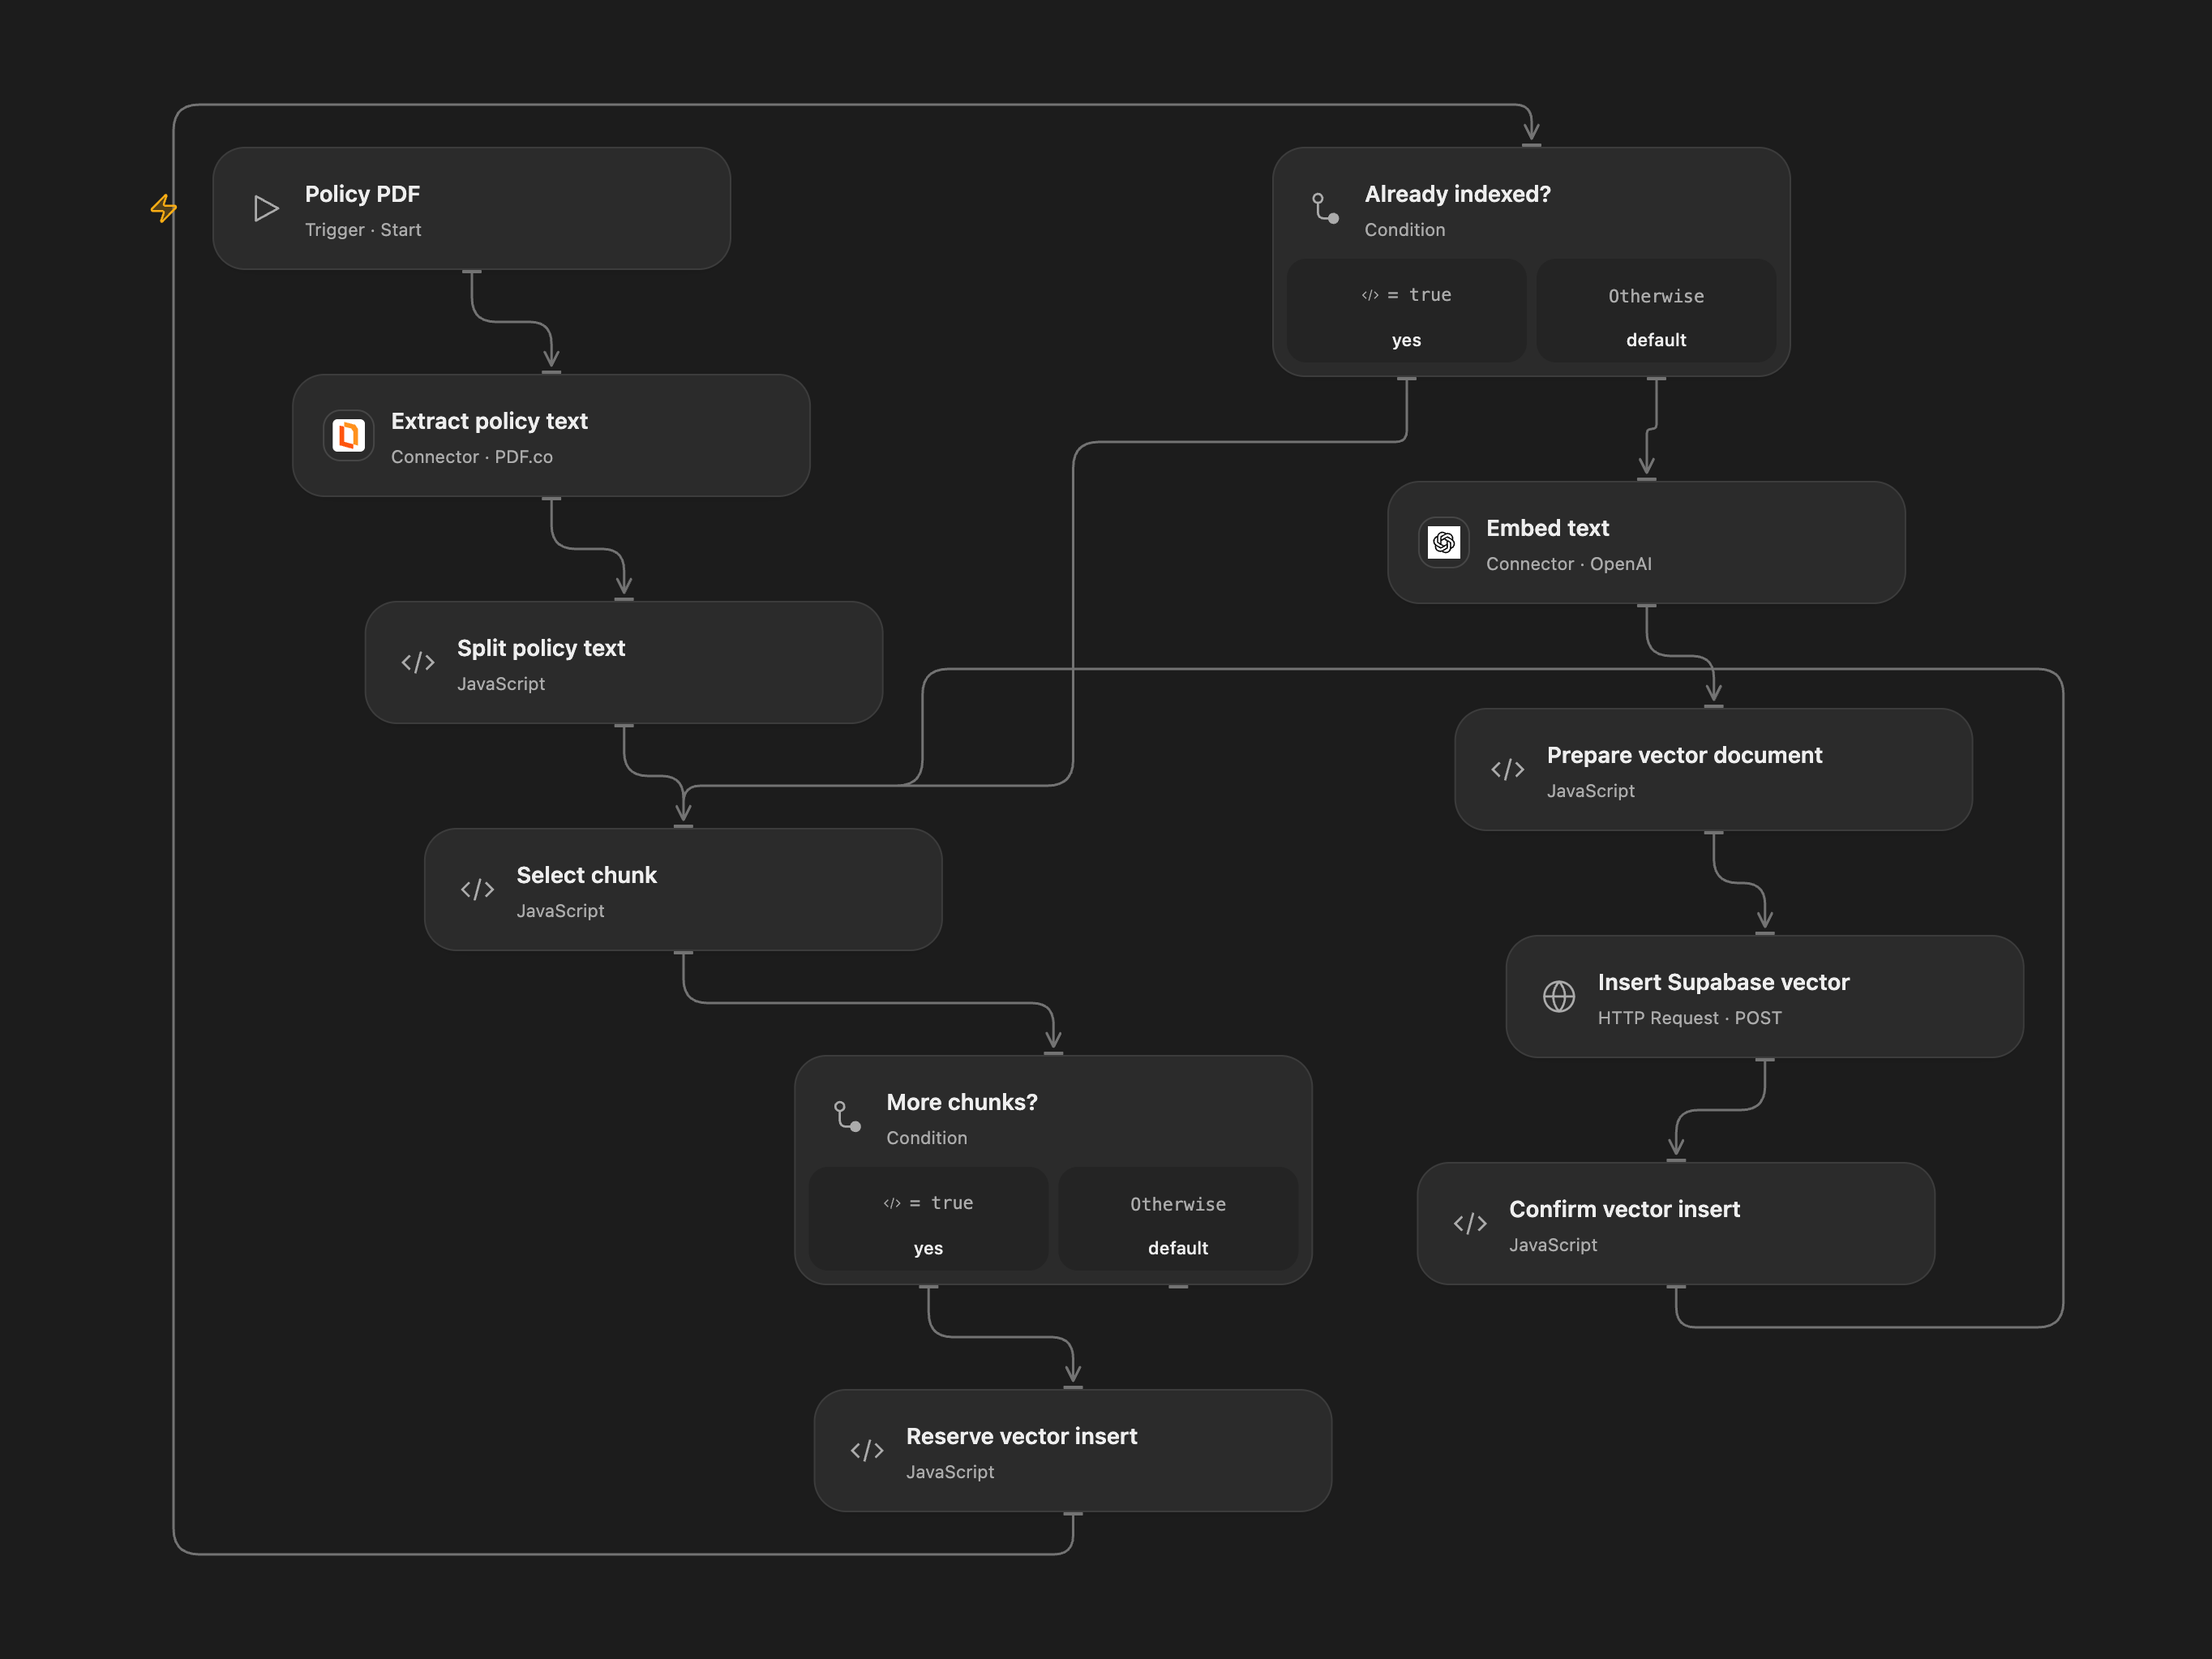 Policy PDF
Trigger · Start
Extract policy text
Connector · PDF.co
Split policy text
JavaScript
Select chunk
JavaScript
More chunks?
Condition
</> = true
yes
Otherwise
default
Reserve vector insert
JavaScript
Already indexed?
Condition
</> = true
yes
Otherwise
default
Embed text
Connector · OpenAI
Prepare vector document
JavaScript
Insert Supabase vector
HTTP Request · POST
Confirm vector insert
JavaScript